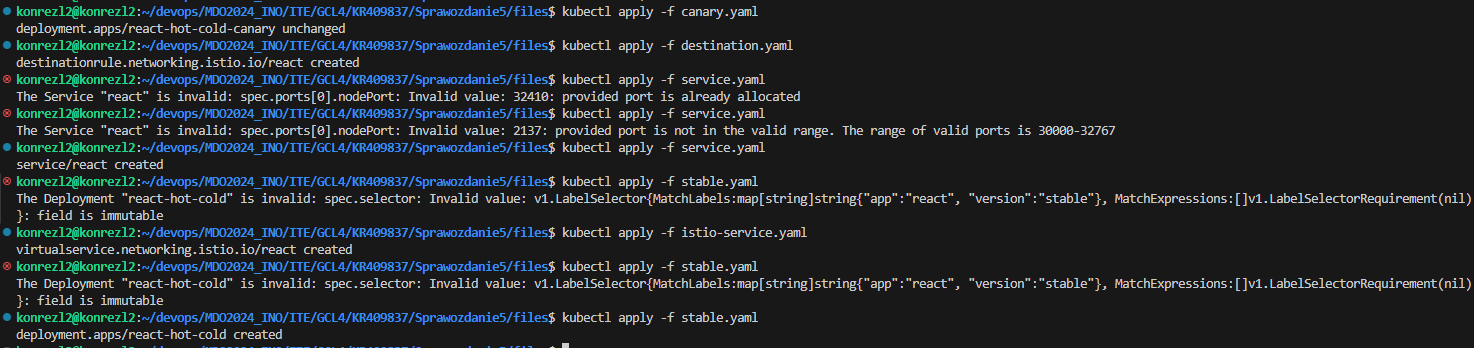 konrezl2@konrezl2:~/devops/MDO2024_INO/ITE/GCL4/KR409837/Sprawozdanie5/files$ kubectl apply -f canary.yaml
deployment.apps/react-hot-cold-canary unchanged
konrezl2@konrezl2:~/devops/MDO2024_INO/ITE/GCL4/KR409837/Sprawozdanie5/files$ kubectl apply -f destination.yaml
destinationrule.networking.istio.io/react created
konrezl2@konrezl2:~/devops/MDO2024_INO/ITE/GCL4/KR409837/Sprawozdanie5/files$ kubectl apply -f service.yaml
The Service "react" is invalid: spec.ports[0].nodePort: Invalid value: 32410: provided port is already allocated
konrezl2@konrezl2:~/devops/MDO2024_INO/ITE/GCL4/KR409837/Sprawozdanie5/files$ kubectl apply -f service.yaml
The Service "react" is invalid: spec.ports[0].nodePort: Invalid value: 2137: provided port is not in the valid range. The range of valid ports is 30000-32767
konrezl2@konrezl2:~/devops/MDO2024_INO/ITE/GCL4/KR409837/Sprawozdanie5/files$ kubectl apply -f service.yaml
service/react created
konrezl2@konrezl2:~/devops/MDO2024_INO/ITE/GCL4/KR409837/Sprawozdanie5/files$ kubectl apply -f stable.yaml
The Deployment "react-hot-cold" is invalid: spec.selector: Invalid value: v1.LabelSelector{MatchLabels:map[string]string{"app":"react", "version":"stable"}, MatchExpressions:[]v1.LabelSelectorRequirement(nil)
}: field is immutable
konrezl2@konrezl2:~/devops/MDO2024_INO/ITE/GCL4/KR409837/Sprawozdanie5/files$ kubectl apply -f istio-service.yaml
virtualservice.networking.istio.io/react created
konrezl2@konrezl2:~/devops/MDO2024_INO/ITE/GCL4/KR409837/Sprawozdanie5/files$ kubectl apply -f stable.yaml
The Deployment "react-hot-cold" is invalid: spec.selector: Invalid value: v1.LabelSelector{MatchLabels:map[string]string{"app":"react", "version":"stable"}, MatchExpressions:[]v1.LabelSelectorRequirement(nil)
}: field is immutable
konrezl2@konrezl2:~/devops/MDO2024_INO/ITE/GCL4/KR409837/Sprawozdanie5/files$ kubectl apply -f stable.yaml
deployment.apps/react-hot-cold created